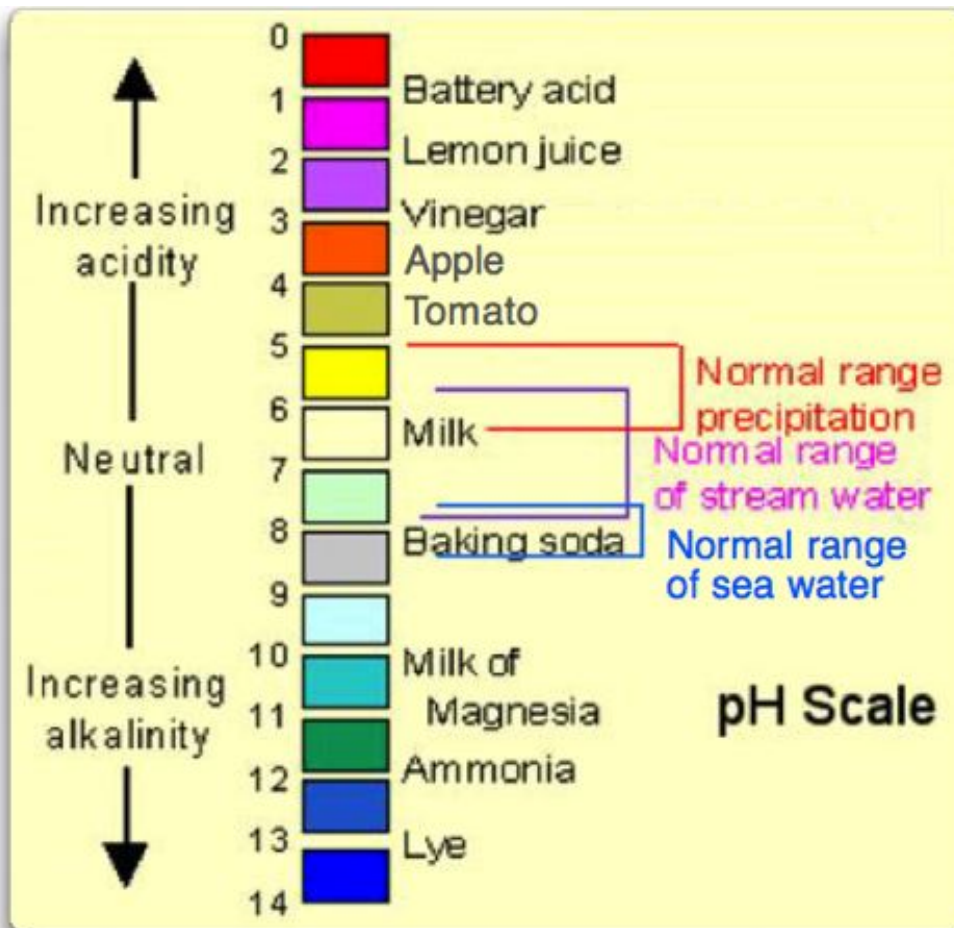 0
Battery acid
1
Lemon juice
2
Increasing
acidity
Vinegar
3
Apple
4
Tomato
5
Normal range
precipitation
6
Milk
Neutral
Normal range
of stream water
7
8
Baking soda
Normal range
of sea water
9
10
Milk of
Magnesia
Increasing
alkalinity
pH Scale
11
Ammonia
12
13
Lye
14